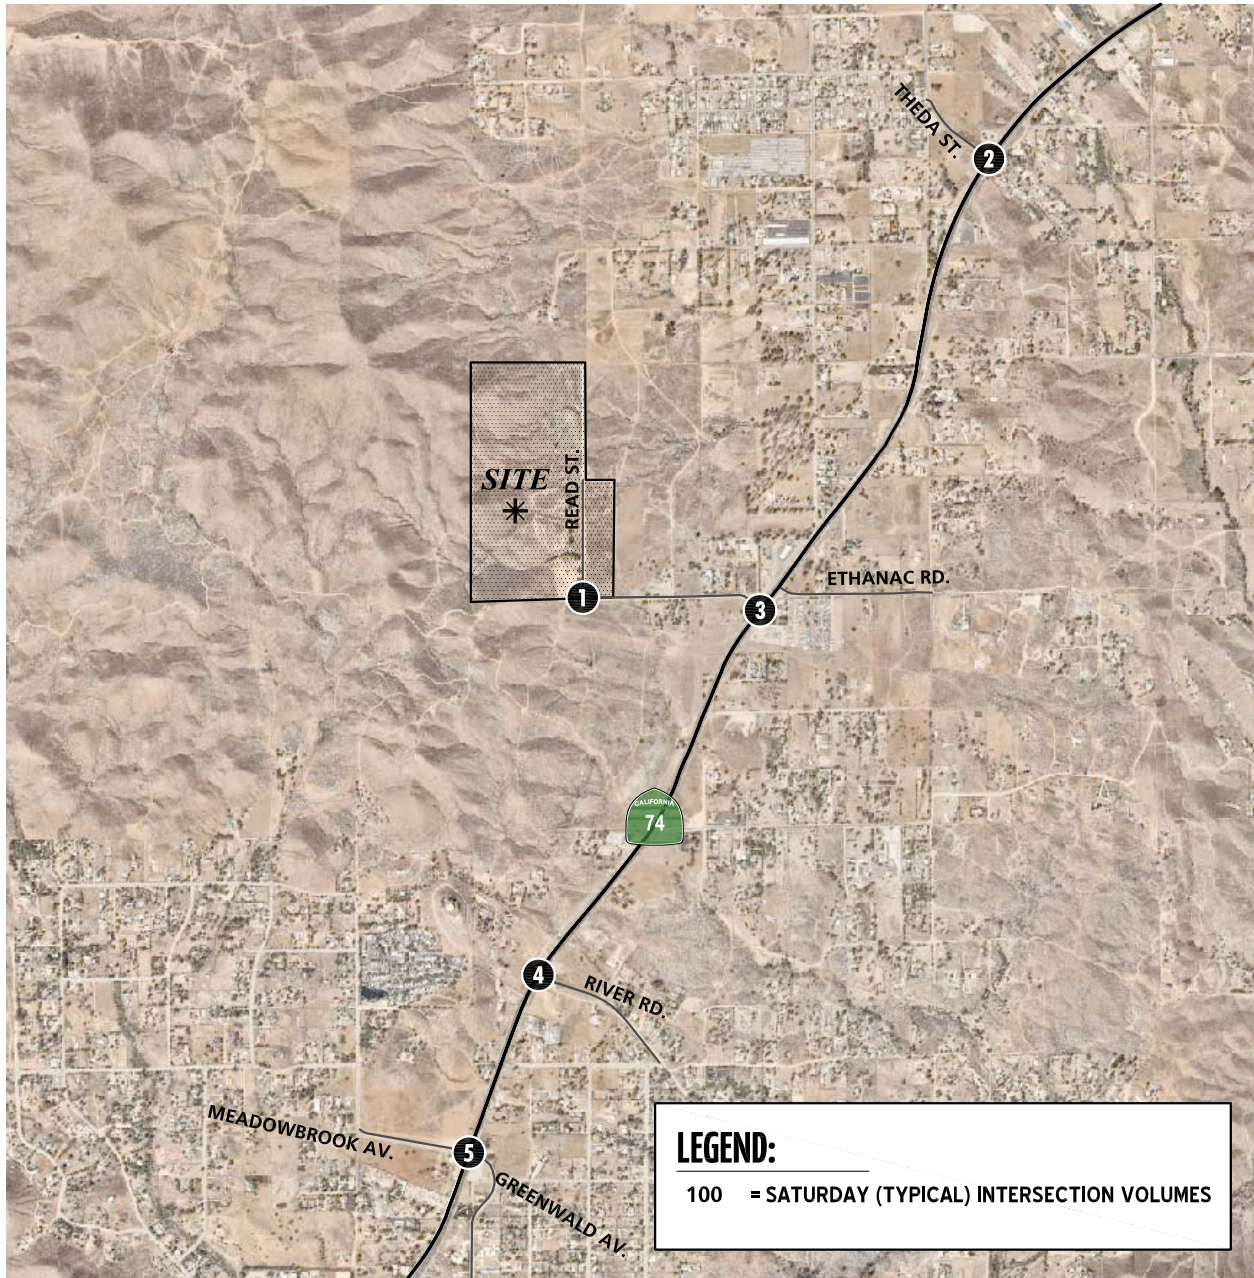 THEDA ST.
2
SITE
READ ST.
1
ETHANAC RD.
3
CALIFORNIA
74
4
RIVER RD.
MEADOWBROOK AV.
5
GREENWALD AV.
LEGEND:
100 = SATURDAY (TYPICAL) INTERSECTION VOLUMES